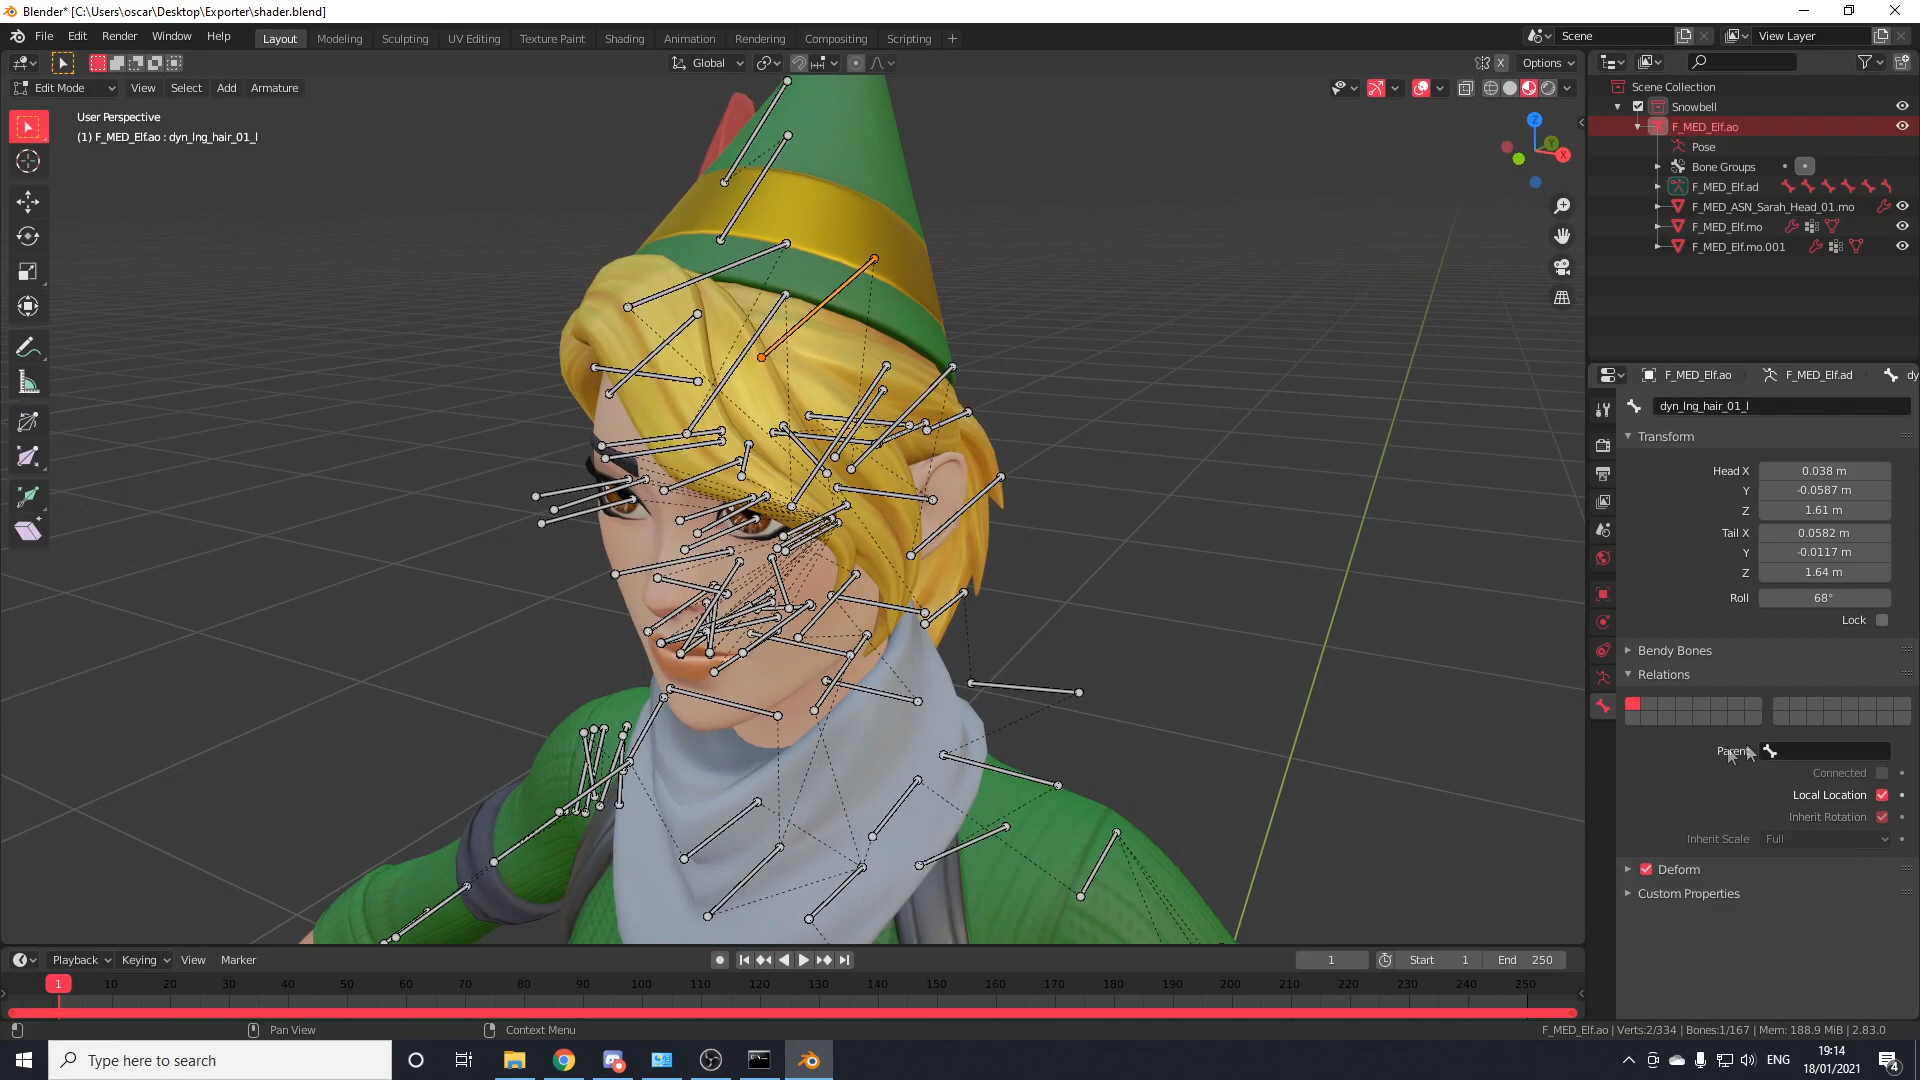 Blender* [C:\Users\oscar\Desktop\Exporter\shader.blend]
File Edit Render Window Help
Layout Modeling Sculpting UV Editing Texture Paint Shading Animation Rendering Compositing Scripting +
Scene View Layer
Global X Options
Edit Mode View Select Add Armature
User Perspective
(1) F_MED_Elf.ao : dyn_lng_hair_01_l
Z
Y
X
Scene Collection
Snowbell
F_MED_Elf.ao
Pose
Bone Groups
F_MED_Elf.ad
F_MED_ASN_Sarah_Head_01.mo
F_MED_Elf.mo
F_MED_Elf.mo.001
F_MED_Elf.ao F_MED_Elf.ad dy
dyn_lng_hair_01_l
Transform
Head X 0.038 m
Y -0.0587 m
Z 1.61 m
Tail X 0.0582 m
Y -0.0117 m
Z 1.64 m
Roll 68°
Lock
Bendy Bones
Relations
Parent
Connected
Local Location
Inherit Rotation
Inherit Scale Full
Deform
Custom Properties
Playback Keying View Marker 1 Start 1 End 250
1 10 20 30 40 50 60 70 80 90 100 110 120 130 140 150 160 170 180 190 200 210 220 230 240 250
Pan View Context Menu F_MED_Elf.ao | Verts:2/334 | Bones:1/167 | Mem: 188.9 MiB | 2.83.0
Type here to search ENG 19:14
18/01/2021 4